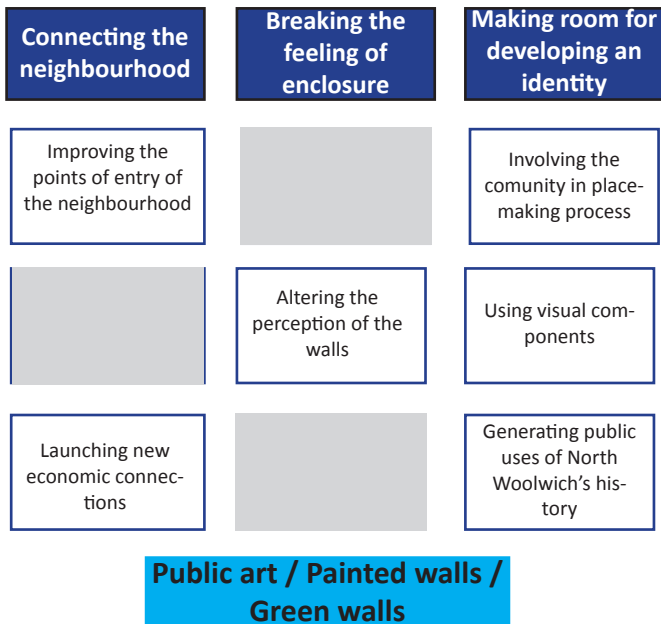 Connecting the
neighbourhood
Breaking the
feeling of
enclosure
Making room for
developing an
identity
Improving the
points of entry of
the neighbourhood
Involving the
comunity in place-
making process
Altering the
perception of the
walls
Using visual com-
ponents
Launching new
economic connec-
tions
Generating public
uses of North
Woolwich’s his-
tory
Public art / Painted walls /
Green walls